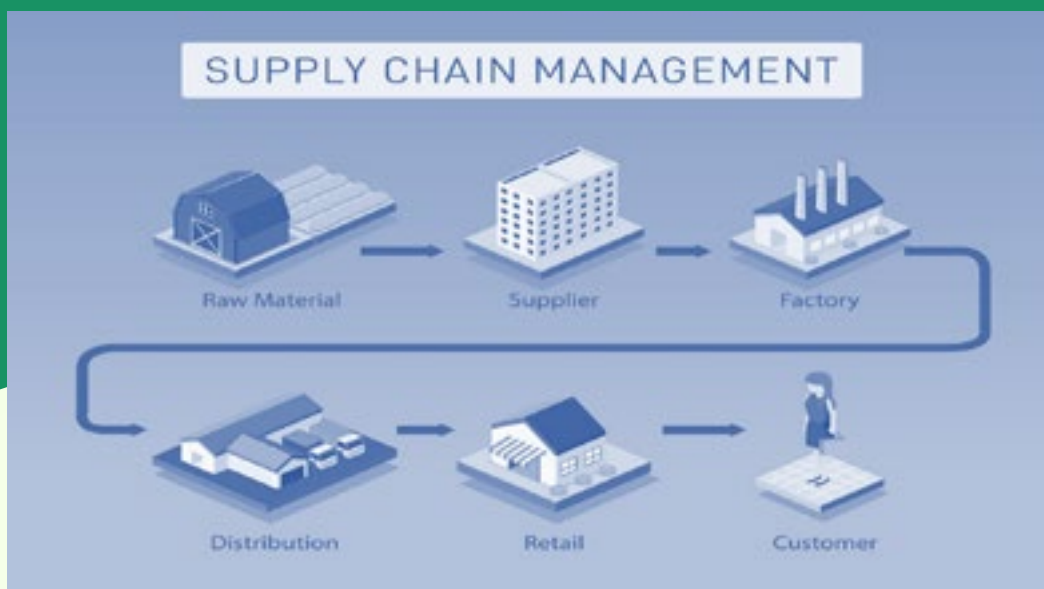 SUPPLY CHAIN MANAGEMENT
Raw Material
Supplier
Factory
Distribution
Retail
Customer